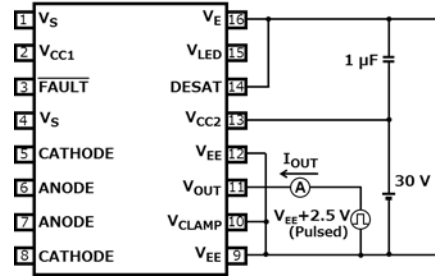 1 VS VE 16
2 VCC1 VLED 15
3 FAULT DESAT 14
4 VS VCC2 13
5 CATHODE VEE 12
6 ANODE VOUT 11
7 ANODE VCLAMP 10
8 CATHODE VEE 9
1 µF
IOUT
A
30 V
VEE+2.5 V
(Pulsed)